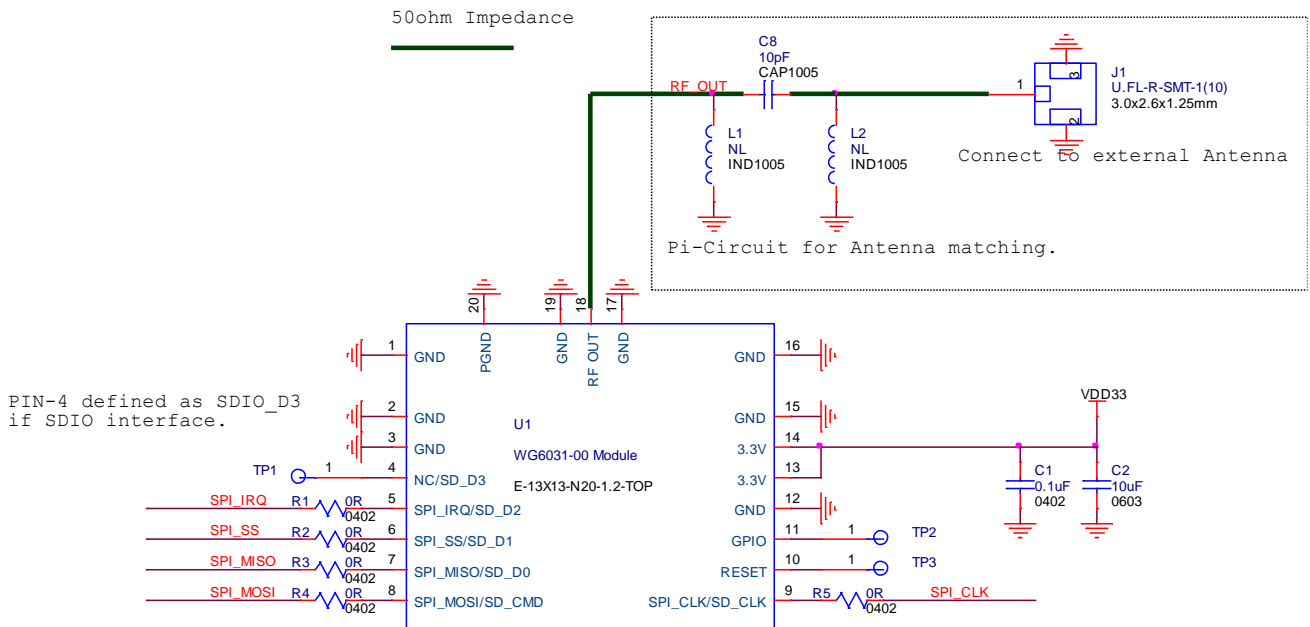 50ohm Impedance
C8
10pF
CAP1005
RF_OUT
1
3
2
J1
U.FL-R-SMT-1(10)
3.0x2.6x1.25mm
L1
NL
IND1005
L2
NL
IND1005
Connect to external Antenna
Pi-Circuit for Antenna matching.
20
19
18
17
PGND
GND
RF OUT
GND
1
GND
16
GND
PIN-4 defined as SDIO_D3
if SDIO interface.
2
GND
15
GND
3
GND
14
3.3V
VDD33
U1
WG6031-00 Module
E-13X13-N20-1.2-TOP
TP1
1
4
NC/SD_D3
13
3.3V
C1
0.1uF
0402
C2
10uF
0603
SPI_IRQ
R1
0R
0402
5
SPI_IRQ/SD_D2
12
GND
SPI_SS
R2
0R
0402
6
SPI_SS/SD_D1
11
GPIO
1
TP2
SPI_MISO
R3
0R
0402
7
SPI_MISO/SD_D0
10
RESET
1
TP3
SPI_MOSI
R4
0R
0402
8
SPI_MOSI/SD_CMD
9
SPI_CLK/SD_CLK
R5
0R
0402
SPI_CLK